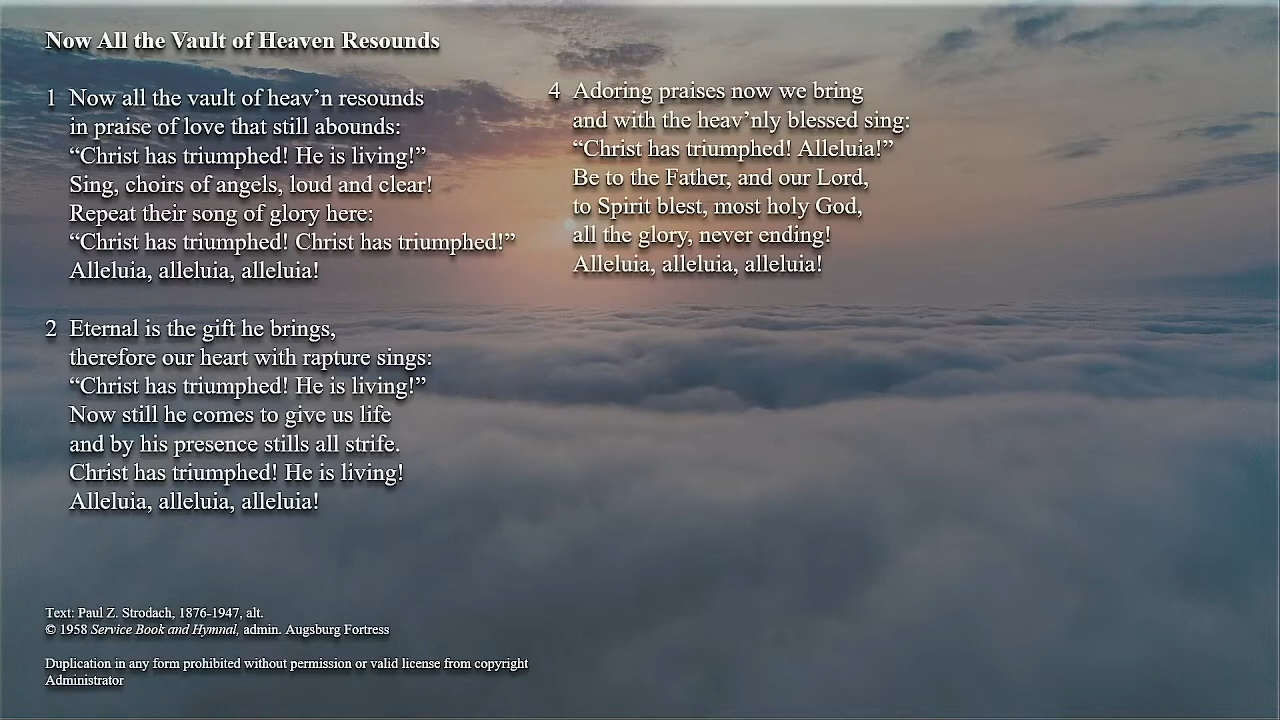 Now All the Vault of Heaven Resounds
1 Now all the vault of heav’n resounds
in praise of love that still abounds:
“Christ has triumphed! He is living!”
Sing, choirs of angels, loud and clear!
Repeat their song of glory here:
“Christ has triumphed! Christ has triumphed!”
Alleluia, alleluia, alleluia!
2 Eternal is the gift he brings,
therefore our heart with rapture sings:
“Christ has triumphed! He is living!”
Now still he comes to give us life
and by his presence stills all strife.
Christ has triumphed! He is living!
Alleluia, alleluia, alleluia!
4 Adoring praises now we bring
and with the heav’nly blessed sing:
“Christ has triumphed! Alleluia!”
Be to the Father, and our Lord,
to Spirit blest, most holy God,
all the glory, never ending!
Alleluia, alleluia, alleluia!
Text: Paul Z. Strodach, 1876-1947, alt.
© 1958 Service Book and Hymnal, admin. Augsburg Fortress
Duplication in any form prohibited without permission or valid license from copyright
Administrator